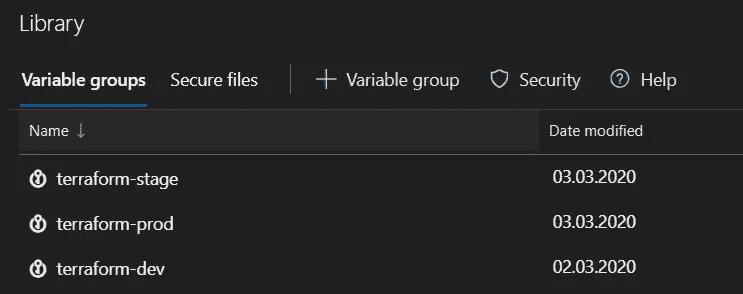 Library
Variable groups Secure files + Variable group Security ? Help
Name ↓ Date modified
terraform-stage 03.03.2020
terraform-prod 03.03.2020
terraform-dev 02.03.2020